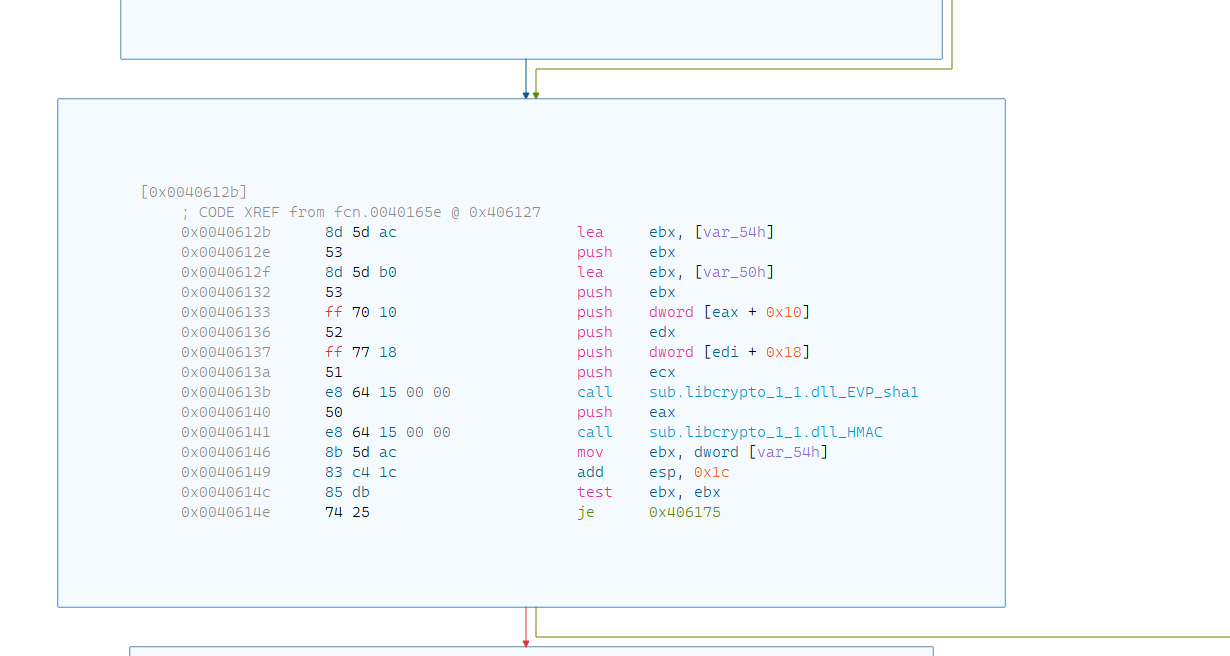 [0x0040612b]
; CODE XREF from fcn.0040165e @ 0x406127
0x0040612b 8d 5d ac lea ebx, [var_54h]
0x0040612e 53 push ebx
0x0040612f 8d 5d b0 lea ebx, [var_50h]
0x00406132 53 push ebx
0x00406133 ff 70 10 push dword [eax + 0x10]
0x00406136 52 push edx
0x00406137 ff 77 18 push dword [edi + 0x18]
0x0040613a 51 push ecx
0x0040613b e8 64 15 00 00 call sub.libcrypto_1_1.dll_EVP_sha1
0x00406140 50 push eax
0x00406141 e8 64 15 00 00 call sub.libcrypto_1_1.dll_HMAC
0x00406146 8b 5d ac mov ebx, dword [var_54h]
0x00406149 83 c4 1c add esp, 0x1c
0x0040614c 85 db test ebx, ebx
0x0040614e 74 25 je 0x406175